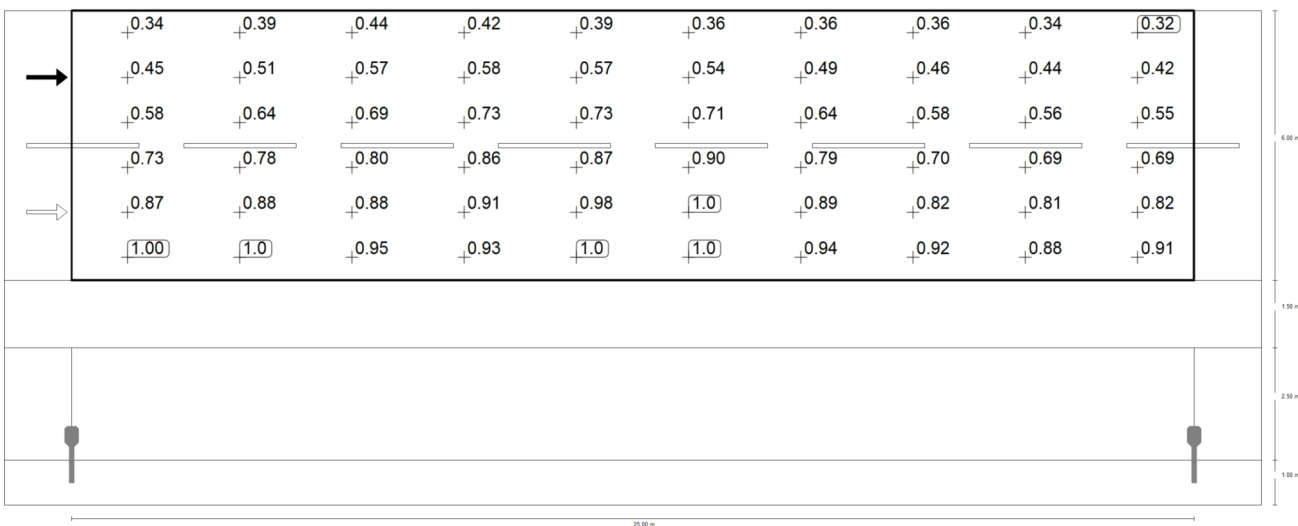 0.34 0.39 0.44 0.42 0.39 0.36 0.36 0.36 0.34 0.32
0.45 0.51 0.57 0.58 0.57 0.54 0.49 0.46 0.44 0.42
0.58 0.64 0.69 0.73 0.73 0.71 0.64 0.58 0.56 0.55
6.00 m
0.73 0.78 0.80 0.86 0.87 0.90 0.79 0.70 0.69 0.69
0.87 0.88 0.88 0.91 0.98 1.0 0.89 0.82 0.81 0.82
1.00 1.0 0.95 0.93 1.0 1.0 0.94 0.92 0.88 0.91
1.50 m
2.50 m
1.00 m
25.00 m